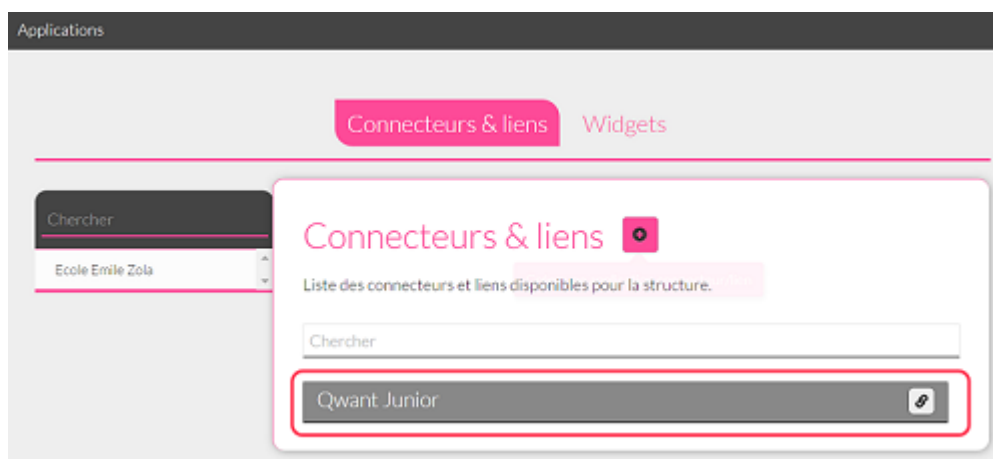 Applications
Connecteurs & liens Widgets
Chercher
Ecole Emile Zola
Connecteurs & liens
Liste des connecteurs et liens disponibles pour la structure.
Chercher
Qwant Junior